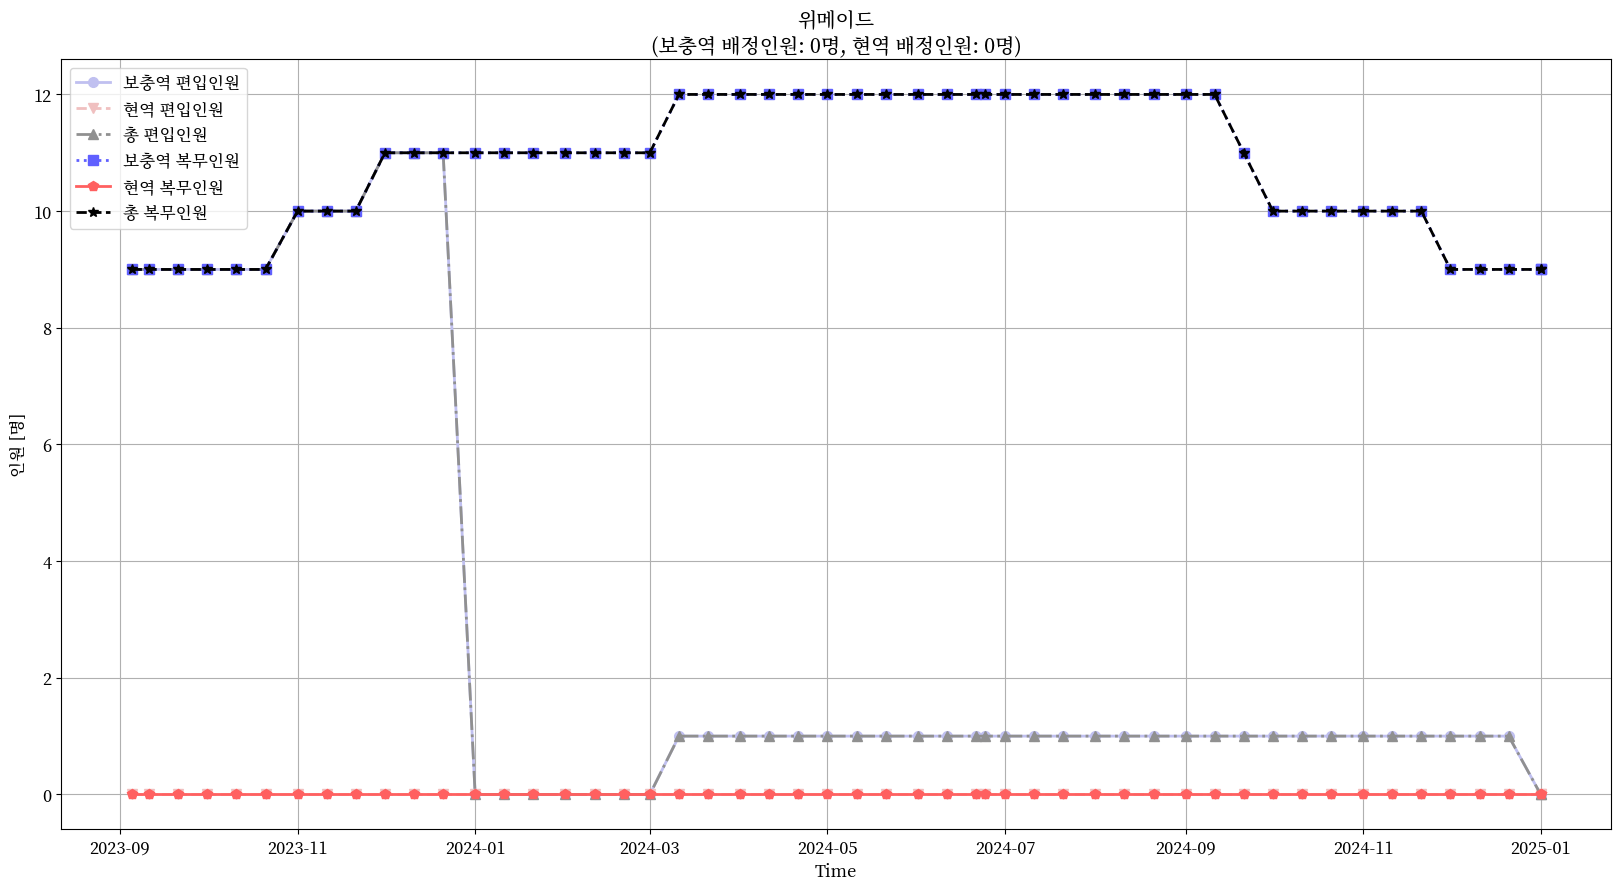 위메이드
(보충역 배정인원: 0명, 현역 배정인원: 0명)
보충역 편입인원
현역 편입인원
총 편입인원
보충역 복무인원
현역 복무인원
총 복무인원
인원 [명]
12
10
8
6
4
2
0
2023-09
2023-11
2024-01
2024-03
2024-05
2024-07
2024-09
2024-11
2025-01
Time